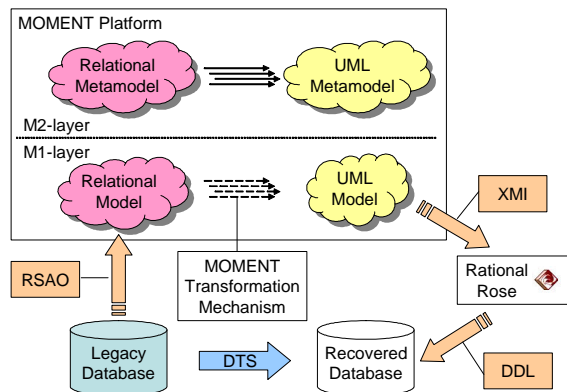 MOMENT Platform
Relational
Metamodel
UML
Metamodel
M2-layer
M1-layer
Relational
Model
UML
Model
XMI
RSAO
MOMENT
Transformation
Mechanism
Rational
Rose
Legacy
Database
DTS
Recovered
Database
DDL